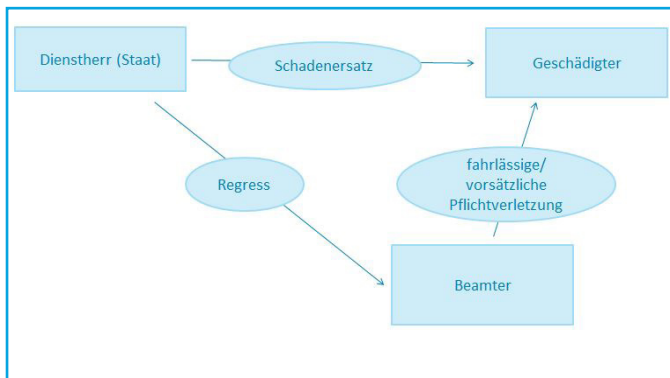 Dienstherr (Staat)
Schadenersatz
Geschädigter
Regress
fahrlässige/
vorsätzliche
Pflichtverletzung
Beamter